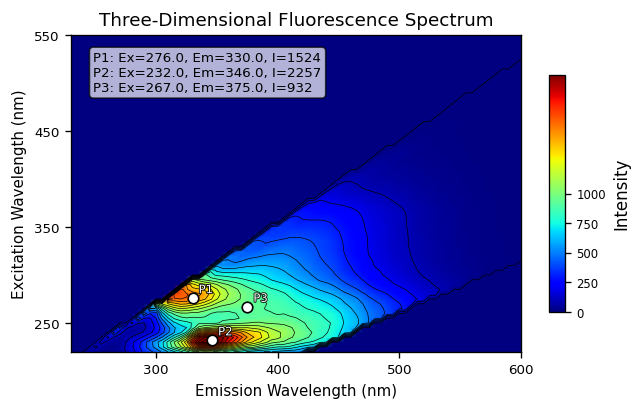 Three-Dimensional Fluorescence Spectrum
550
P1: Ex=276.0, Em=330.0, I=1524
P2: Ex=232.0, Em=346.0, I=2257
P3: Ex=267.0, Em=375.0, I=932
450
350
250
Excitation Wavelength (nm)
P1
P3
P2
300
400
500
600
Emission Wavelength (nm)
1000
750
500
250
0
Intensity